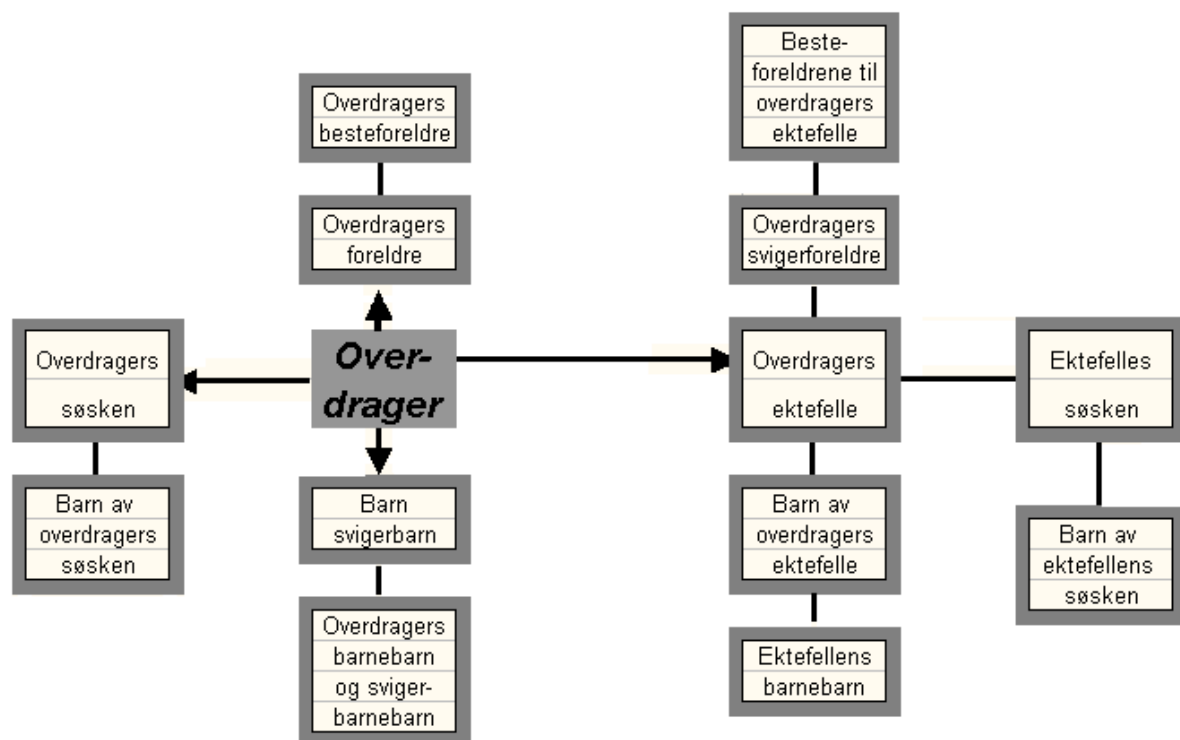 Beste-
foreldrene til
overdragers
ektefelle
Overdragers
besteforeldre
Overdragers
foreldre
Overdragers
svigerforeldre
Overdragers
søsken
Over-
drager
Overdragers
ektefelle
Ektefelles
søsken
Barn av
overdragers
søsken
Barn
svigerbarn
Barn av
overdragers
ektefelle
Barn av
ektefellens
søsken
Overdragers
barnebarn
og sviger-
barnebarn
Ektefellens
barnebarn